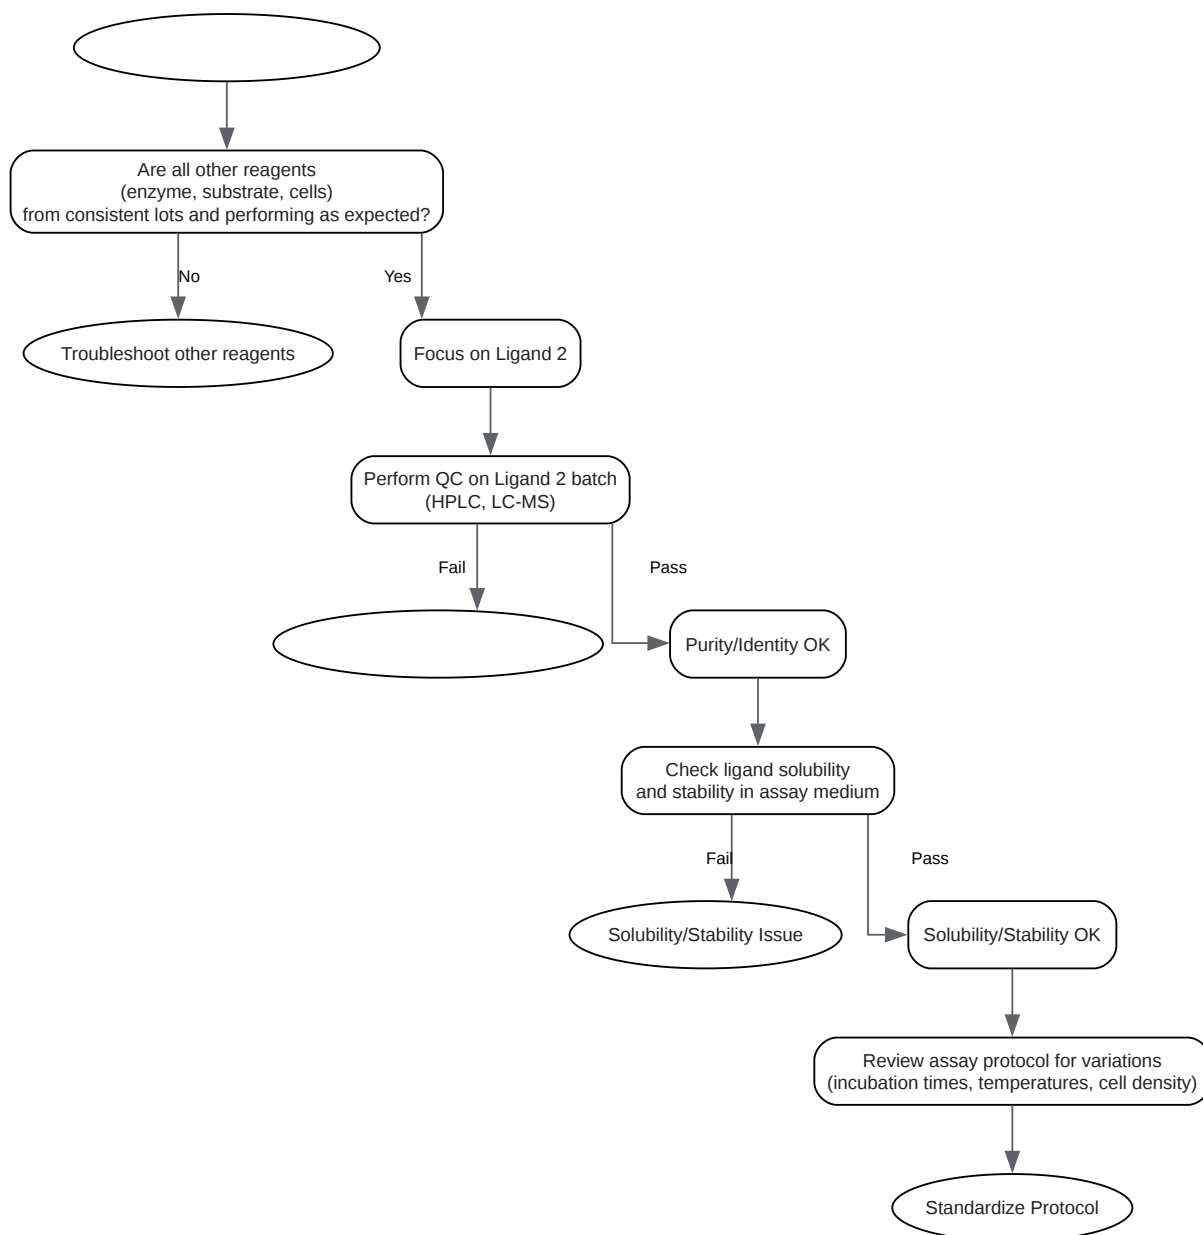 Are all other reagents
(enzyme, substrate, cells)
from consistent lots and performing as expected?
No
Yes
Troubleshoot other reagents
Focus on Ligand 2
Perform QC on Ligand 2 batch
(HPLC, LC-MS)
Fail
Pass
Purity/Identity OK
Check ligand solubility
and stability in assay medium
Fail
Pass
Solubility/Stability Issue
Solubility/Stability OK
Review assay protocol for variations
(incubation times, temperatures, cell density)
Standardize Protocol